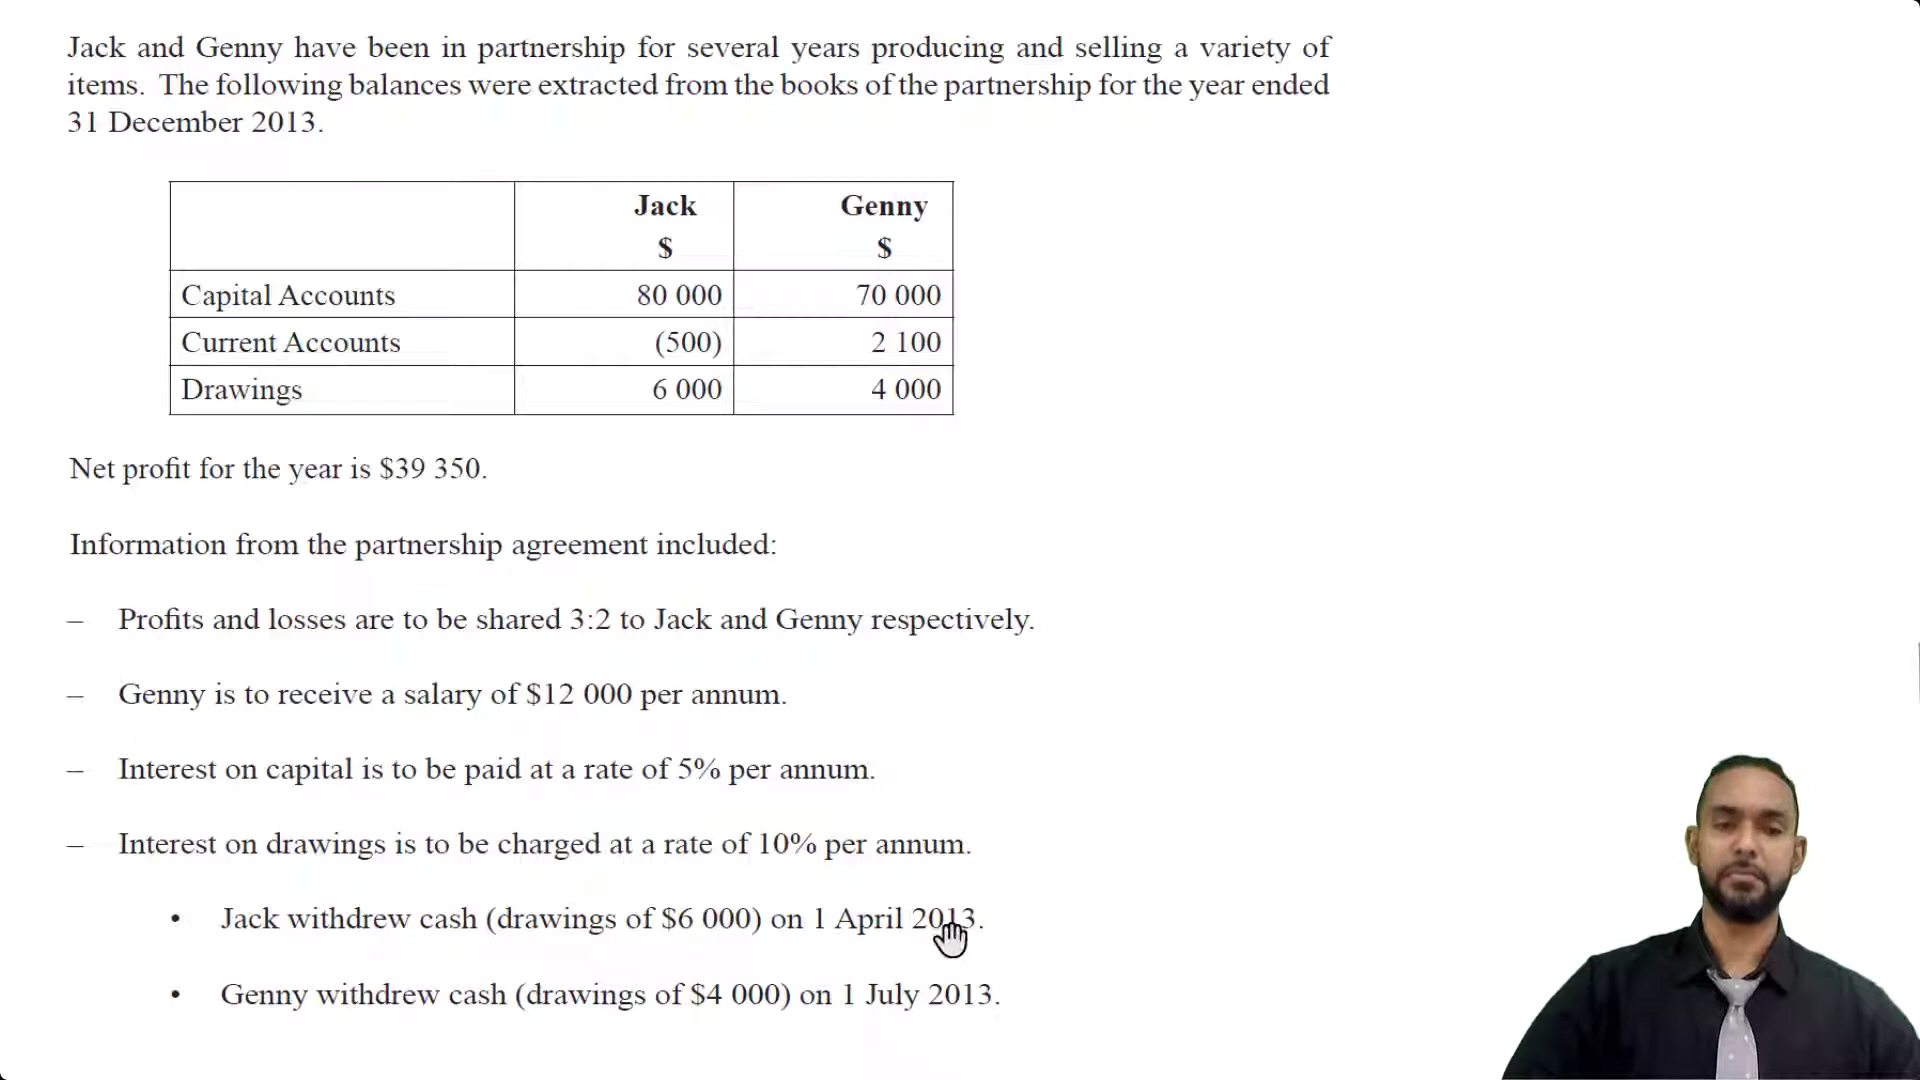 Jack and Genny have been in partnership for several years producing and selling a variety of
items. The following balances were extracted from the books of the partnership for the year ended
31 December 2013.
Jack Genny
$ $
Capital Accounts 80 000 70 000
Current Accounts (500) 2 100
Drawings 6 000 4 000
Net profit for the year is $39 350.
Information from the partnership agreement included:
– Profits and losses are to be shared 3:2 to Jack and Genny respectively.
– Genny is to receive a salary of $12 000 per annum.
– Interest on capital is to be paid at a rate of 5% per annum.
– Interest on drawings is to be charged at a rate of 10% per annum.
• Jack withdrew cash (drawings of $6 000) on 1 April 2013.
• Genny withdrew cash (drawings of $4 000) on 1 July 2013.